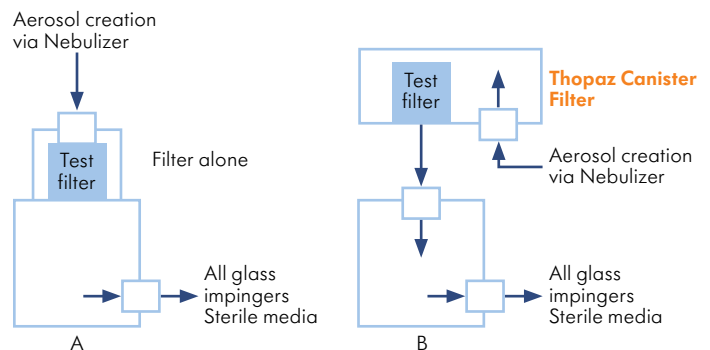 Aerosol creation
via Nebulizer
Test
filter
Filter alone
All glass
impingers
Sterile media
A
Test
filter
Thopaz Canister
Filter
Aerosol creation
via Nebulizer
All glass
impingers
Sterile media
B